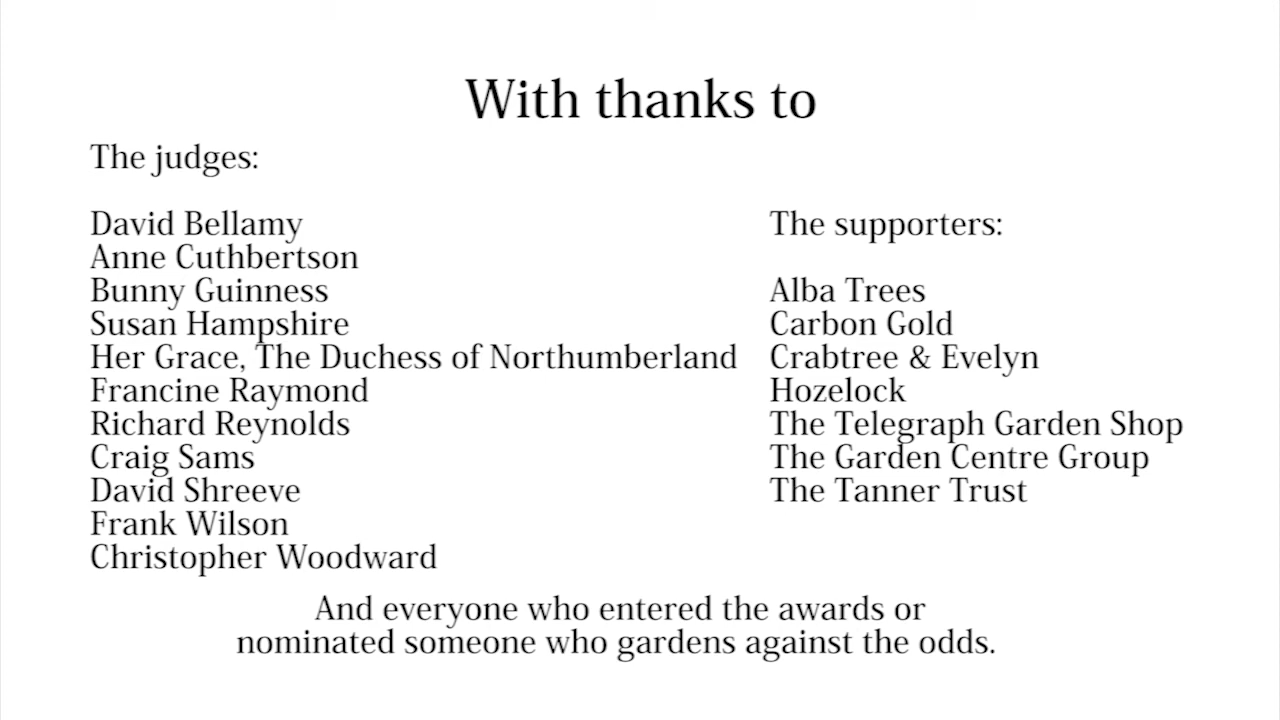 With thanks to
The judges:
David Bellamy
Anne Cuthbertson
Bunny Guinness
Susan Hampshire
Her Grace, The Duchess of Northumberland
Francine Raymond
Richard Reynolds
Craig Sams
David Shreeve
Frank Wilson
Christopher Woodward
The supporters:
Alba Trees
Carbon Gold
Crabtree & Evelyn
Hozelock
The Telegraph Garden Shop
The Garden Centre Group
The Tanner Trust
And everyone who entered the awards or
nominated someone who gardens against the odds.